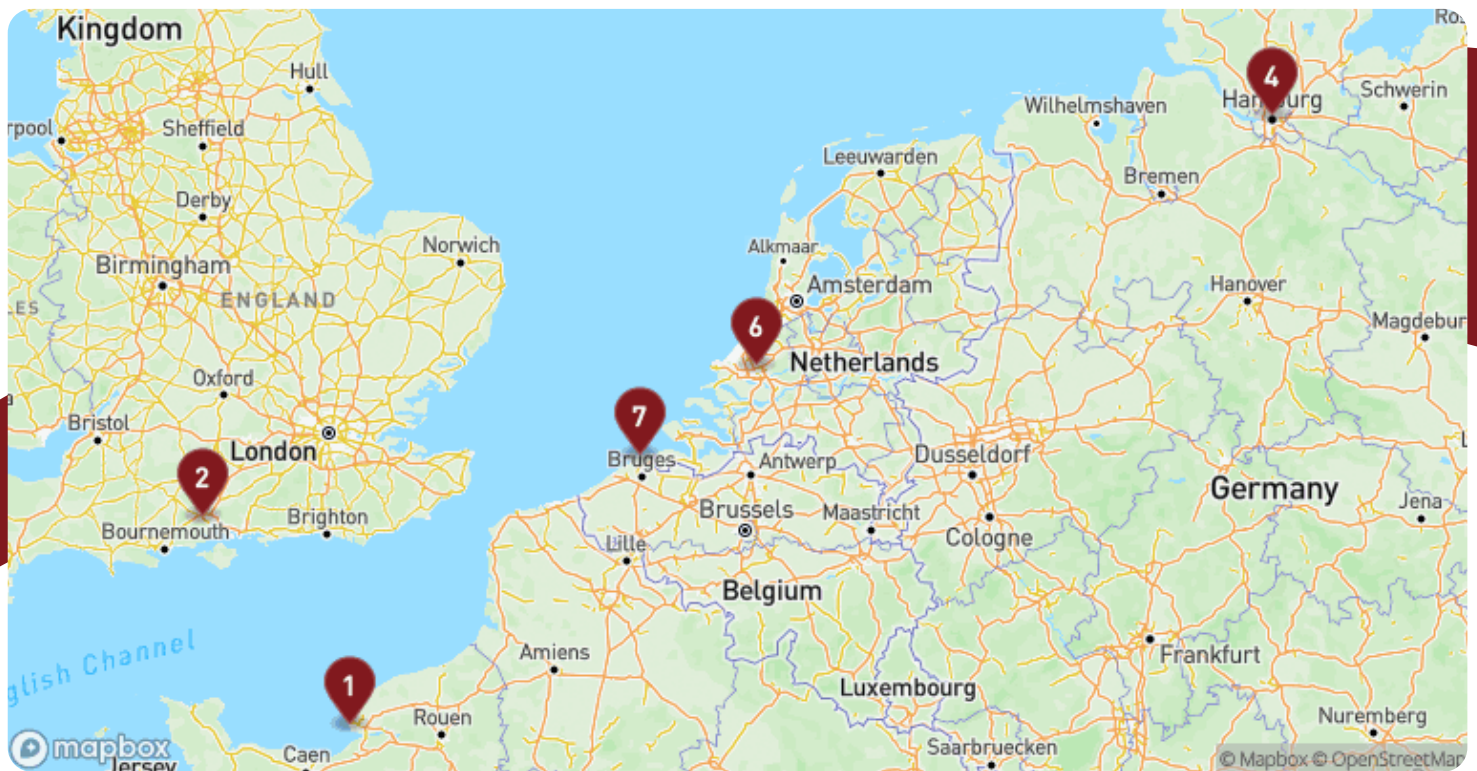 Kingdom
Ros
Hull
4
Wilhelmshaven
Hamburg
Schwerin
rpool
Sheffield
Leeuwarden
Bremen
Derby
Norwich
Alkmaar
Birmingham
ENGLAND
Amsterdam
Hanover
LES
6
Magdebur
Netherlands
Oxford
7
Bristol
London
Bruges
Antwerp
Dusseldorf
2
Germany
Jena
Brussels
Maastricht
Brighton
Bournemouth
Cologne
Lille
Belgium
glish Channel
Amiens
Frankfurt
1
Luxembourg
Rouen
Nuremberg
mapbox
Caen
Saarbruecken
Jersey
© Mapbox © OpenStreetMap